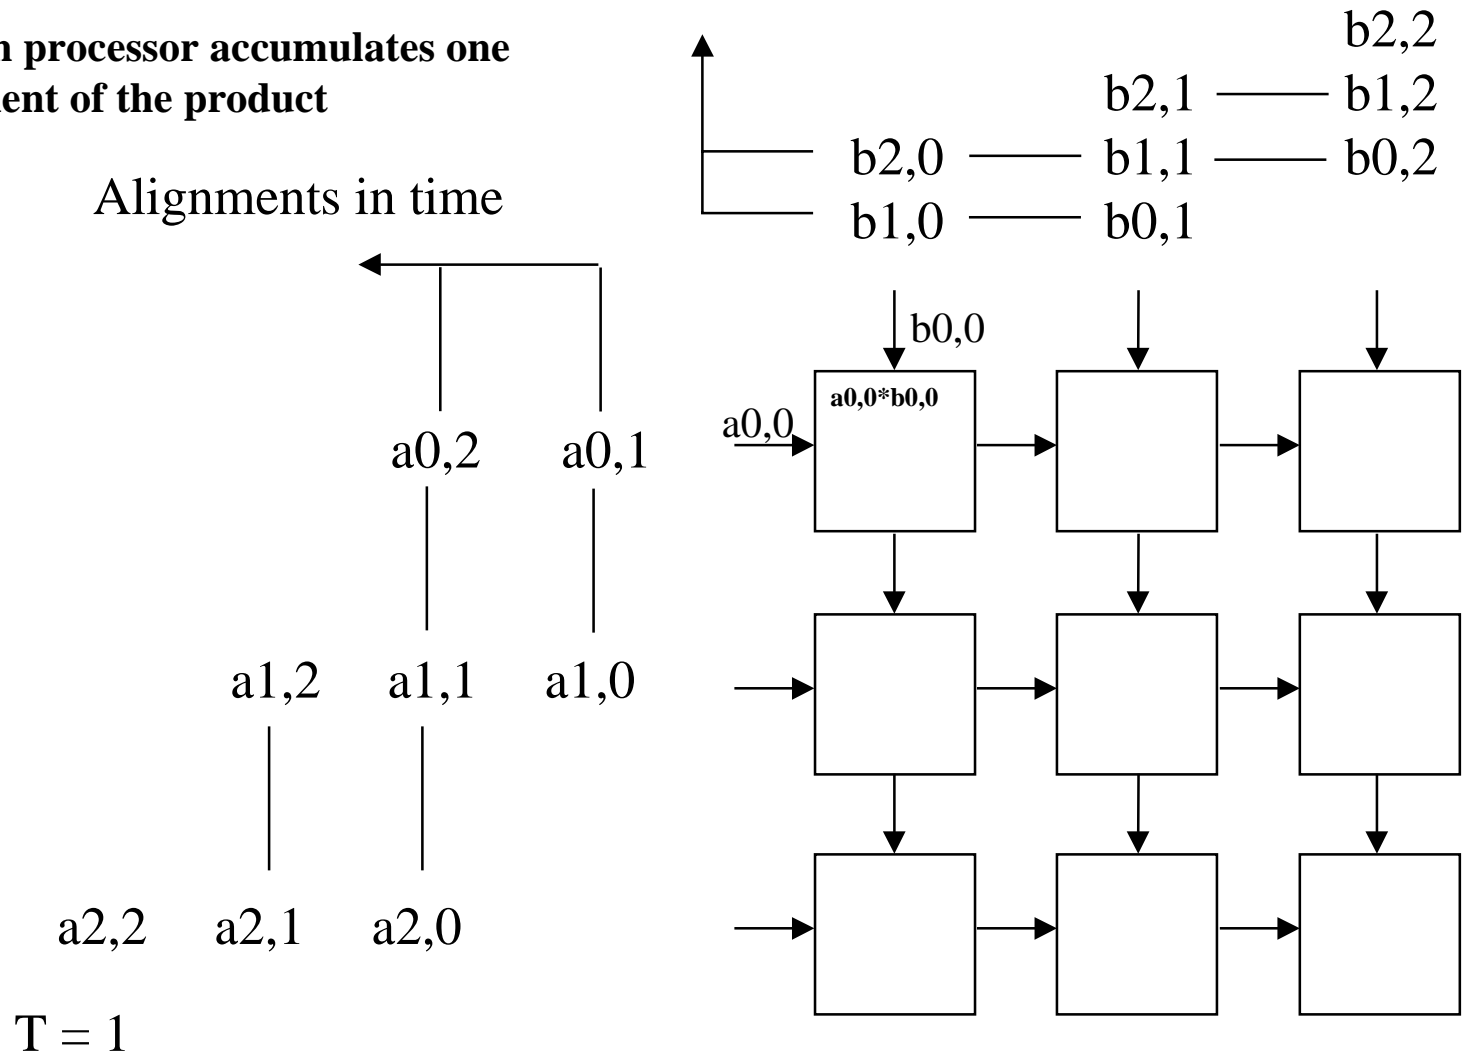 processor accumulates one
of the product
Alignments in time
b2,2
b2,1 b1,2
b2,0 b1,1 b0,2
b1,0 b0,1
b0,0
a0,0*b0,0
a0,0
a0,2 a0,1
a1,2 a1,1 a1,0
a2,2 a2,1 a2,0
T = 1